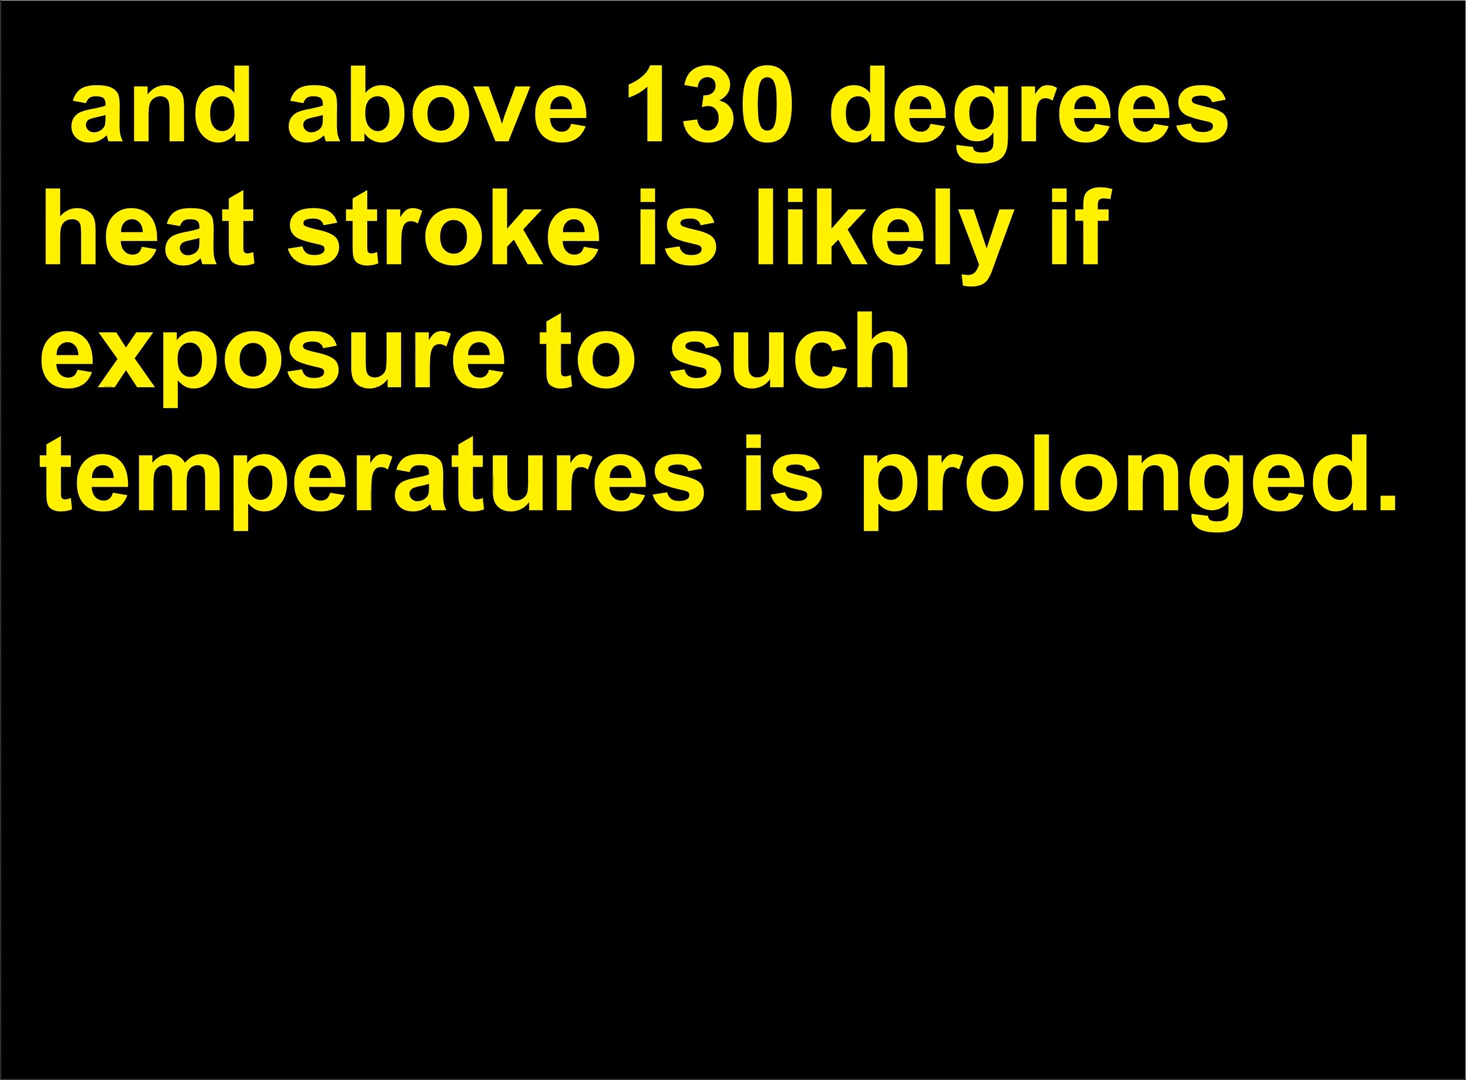 and above 130 degrees
heat stroke is likely if
exposure to such
temperatures is prolonged.